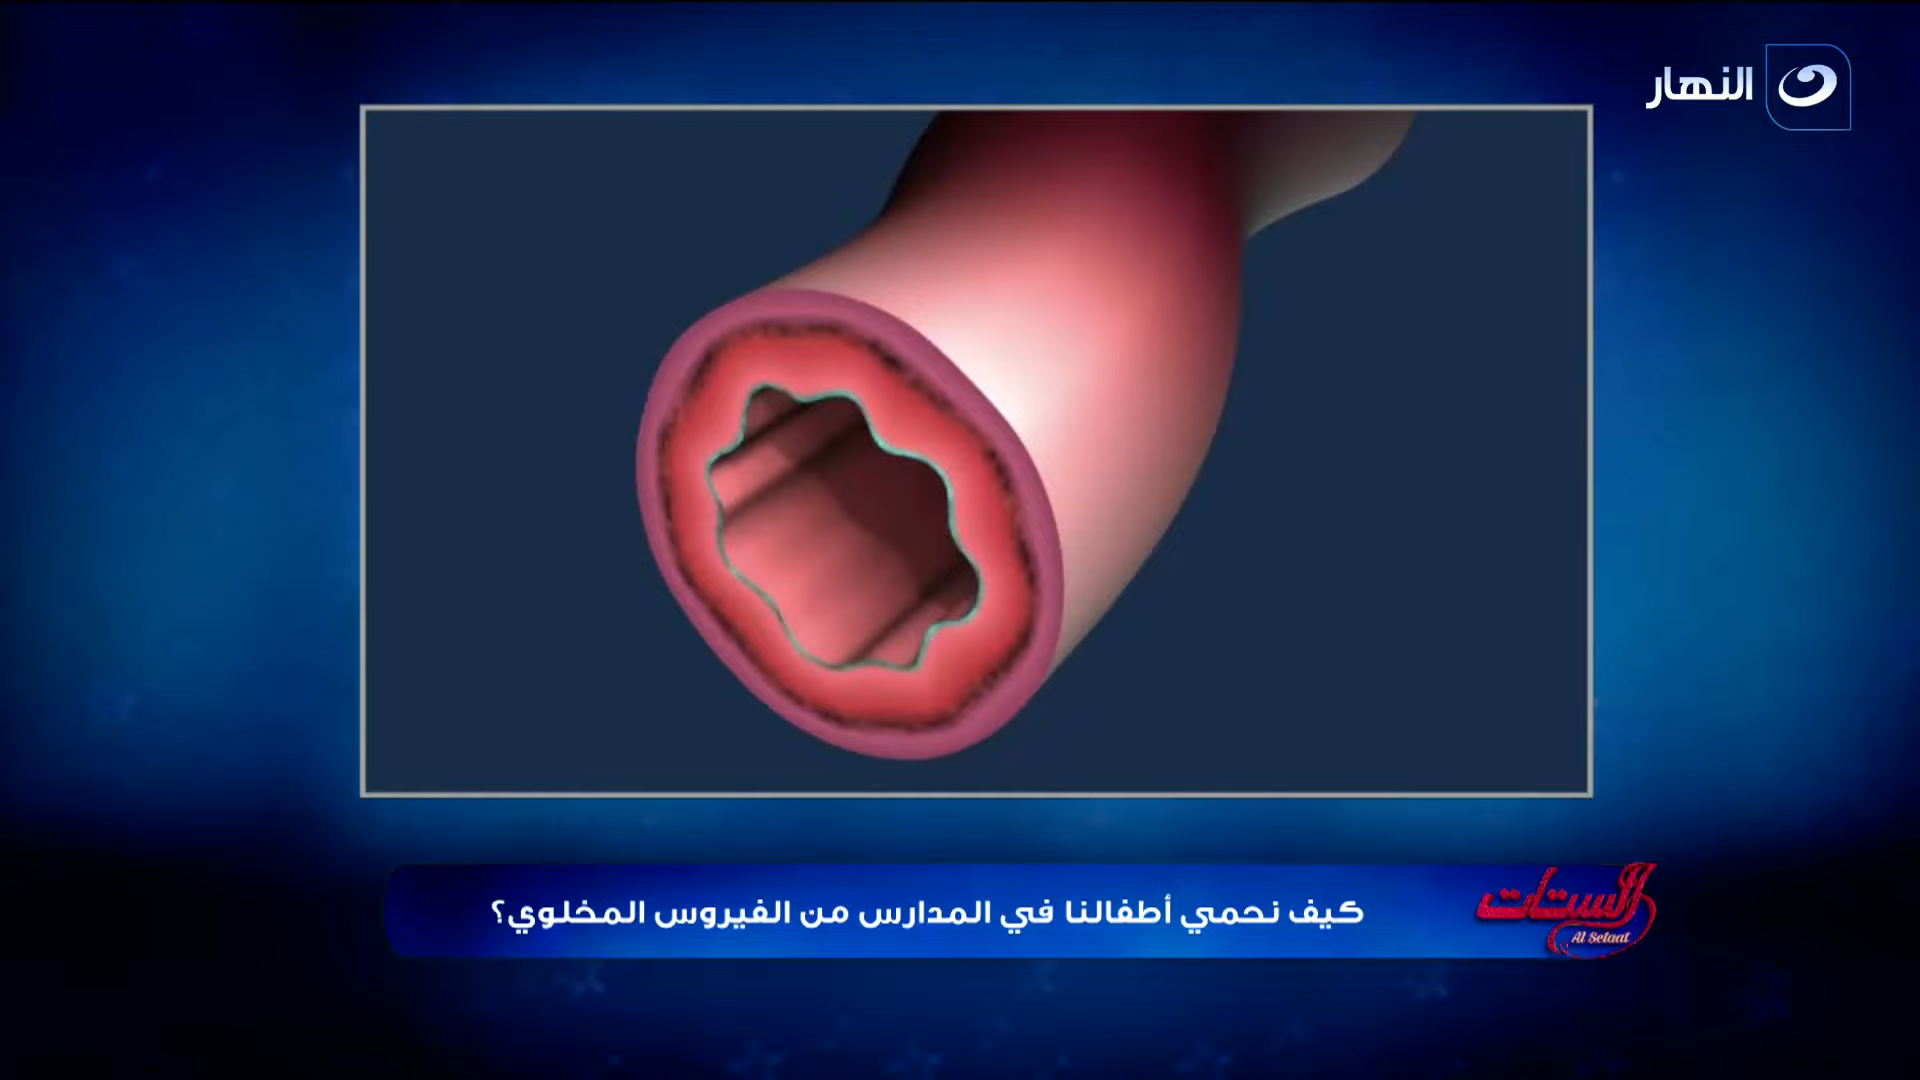 النهار
كيف نحمي أطفالنا في المدارس من الفيروس المخلوي؟
الستات
Al Setaat